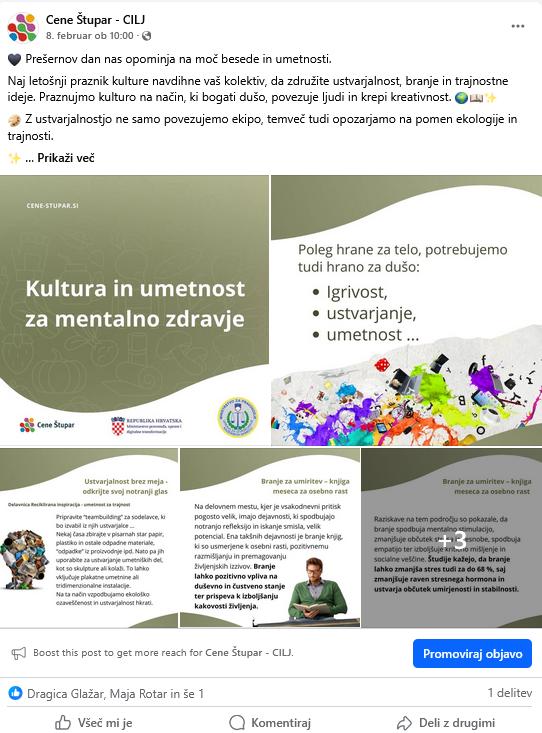 Cene Štupar - CILJ
8. februar ob 10:00 ·
🖤 Prešernov dan nas opominja na moč besede in umetnosti.
Naj letošnji praznik kulture navdihne vaš kolektiv, da združite ustvarjalnost, branje in trajnostne
ideje. Praznujmo kulturo na način, ki bogati dušo, povezuje ljudi in krepi kreativnost. 🌍📖✨
Z ustvarjalnostjo ne samo povezujemo ekipo, temveč tudi opozarjamo na pomen ekologije in
trajnosti.
✨ ... Prikaži več
CENE-STUPAR.SI
Kultura in umetnost
za mentalno zdravje
Cene Štupar
REPUBLIKA HRVATSKA
Poleg hrane za telo, potrebujemo
tudi hrano za dušo:
• Igrivost,
• ustvarjanje,
• umetnost ...
Ustvarjalnost brez meja -
odkrijte svoj notranji glas
Delavnica Reciklirana inspiracija - umetnost za trajnost
Pripravite "teambuilding" za sodelavce, ki
bo izvabil iz njih ustvarjalce ...
Nekaj časa zbirajte v pisarnah star papir,
plastiko in ostale odpadne materiale,
"odpadke" iz proizvodnje ipd. Nato pa jih
uporabite za ustvarjanje umetniških del,
kot so skulpture ali kolaži. To lahko
vključuje plakatne umetnine ali
tridimenzionalne instalacije.
Na ta način vzpodbujamo ekološko
ozaveščenost in ustvarjalnost hkrati.
Branje za umiritev – knjiga
meseca za osebno rast
Na delovnem mestu, kjer je vsakodnevni pritisk
pogosto velik, imajo dejavnosti, ki spodbujajo
notranjo refleksijo in iskanje smisla, velik
potencial. Ena takšnih dejavnosti je branje knjig,
ki so usmerjene k osebni rasti, pozitivnemu
razmišljanju in premagovanju
življenjskih izzivov. Branje
lahko pozitivno vpliva na
duševno in čustveno stanje
ter prispeva k izboljšanju
kakovosti življenja.
Branje za umiritev – knjiga
meseca za osebno rast
Raziskave na tem področju so pokazale, da
branje spodbuja mentalno stimulacijo,
zmanjšuje občutek osobe, spodbuja
empatijo ter izboljšuje kritično mišljenje in
socialne veščine. Študije kažejo, da branje
lahko zmanjša stres tudi za do 68 %, saj
zmanjšuje raven stresnega hormona in
ustvarja občutek umirjenosti in stabilnosti.
+3
Boost this post to get more reach for Cene Štupar - CILJ.
Promoviraj objavo
Dragica Glažar, Maja Rotar in še 1
1 delitev
Všeč mi je
Komentiraj
Deli z drugimi